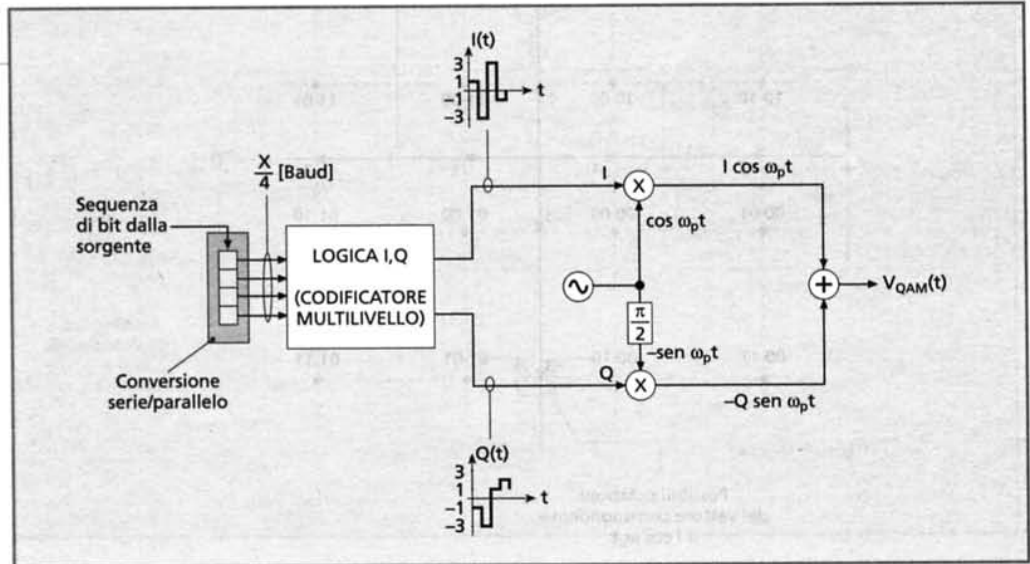 I(t)
3
1
−1
−3
t
X/4 [Baud]
Sequenza
di bit dalla
sorgente
LOGICA I,Q
(CODIFICATORE
MULTILIVELLO)
Conversione
serie/parallelo
I
X
I cos ωpt
cos ωpt
π/2
−sen ωpt
+
VQAM(t)
Q
X
−Q sen ωpt
Q(t)
3
1
−1
−3
t